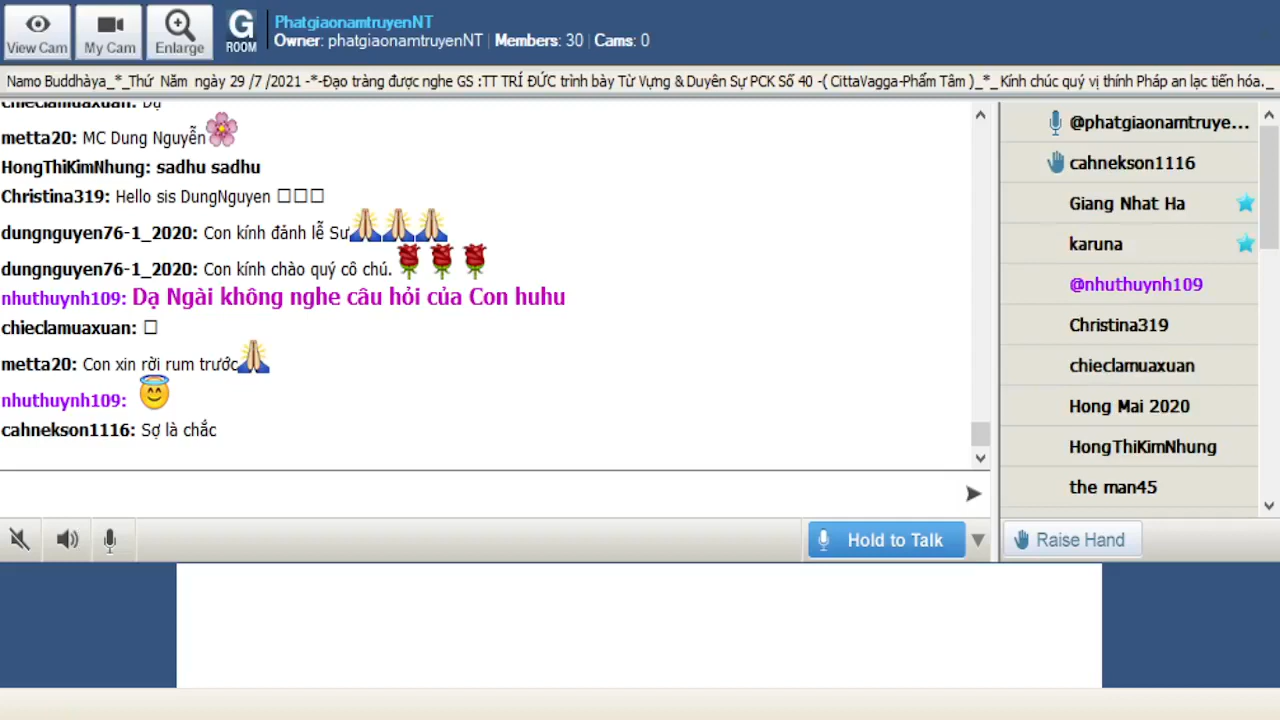 View Cam
My Cam
Enlarge
G
ROOM
PhatgiaonamtruyenNT
Owner: phatgiaonamtruyenNT | Members: 30 | Cams: 0
Namo Buddhàya_*_Thứ Năm ngày 29 /7 /2021 -*-Đạo tràng được nghe GS :TT TRÍ ĐỨC trình bày Từ Vựng & Duyên Sự PCK Số 40 -( CittaVagga-Phẩm Tâm )_*_Kính chúc quý vị thính Pháp an lạc tiến hóa._
chieclamuaxuan: Dạ
metta20: MC Dung Nguyễn
HongThiKimNhung: sadhu sadhu
Christina319: Hello sis DungNguyen
dungnguyen76-1_2020: Con kính đảnh lễ Sư
dungnguyen76-1_2020: Con kính chào quý cô chú.
nhuthuynh109: Dạ Ngài không nghe câu hỏi của Con huhu
chieclamuaxuan:
metta20: Con xin rời rum trước
nhuthuynh109:
cahnekson1116: Sợ là chắc
@phatgiaonamtruye...
cahnekson1116
Giang Nhat Ha
karuna
@nhuthuynh109
Christina319
chieclamuaxuan
Hong Mai 2020
HongThiKimNhung
the man45
Hold to Talk
Raise Hand